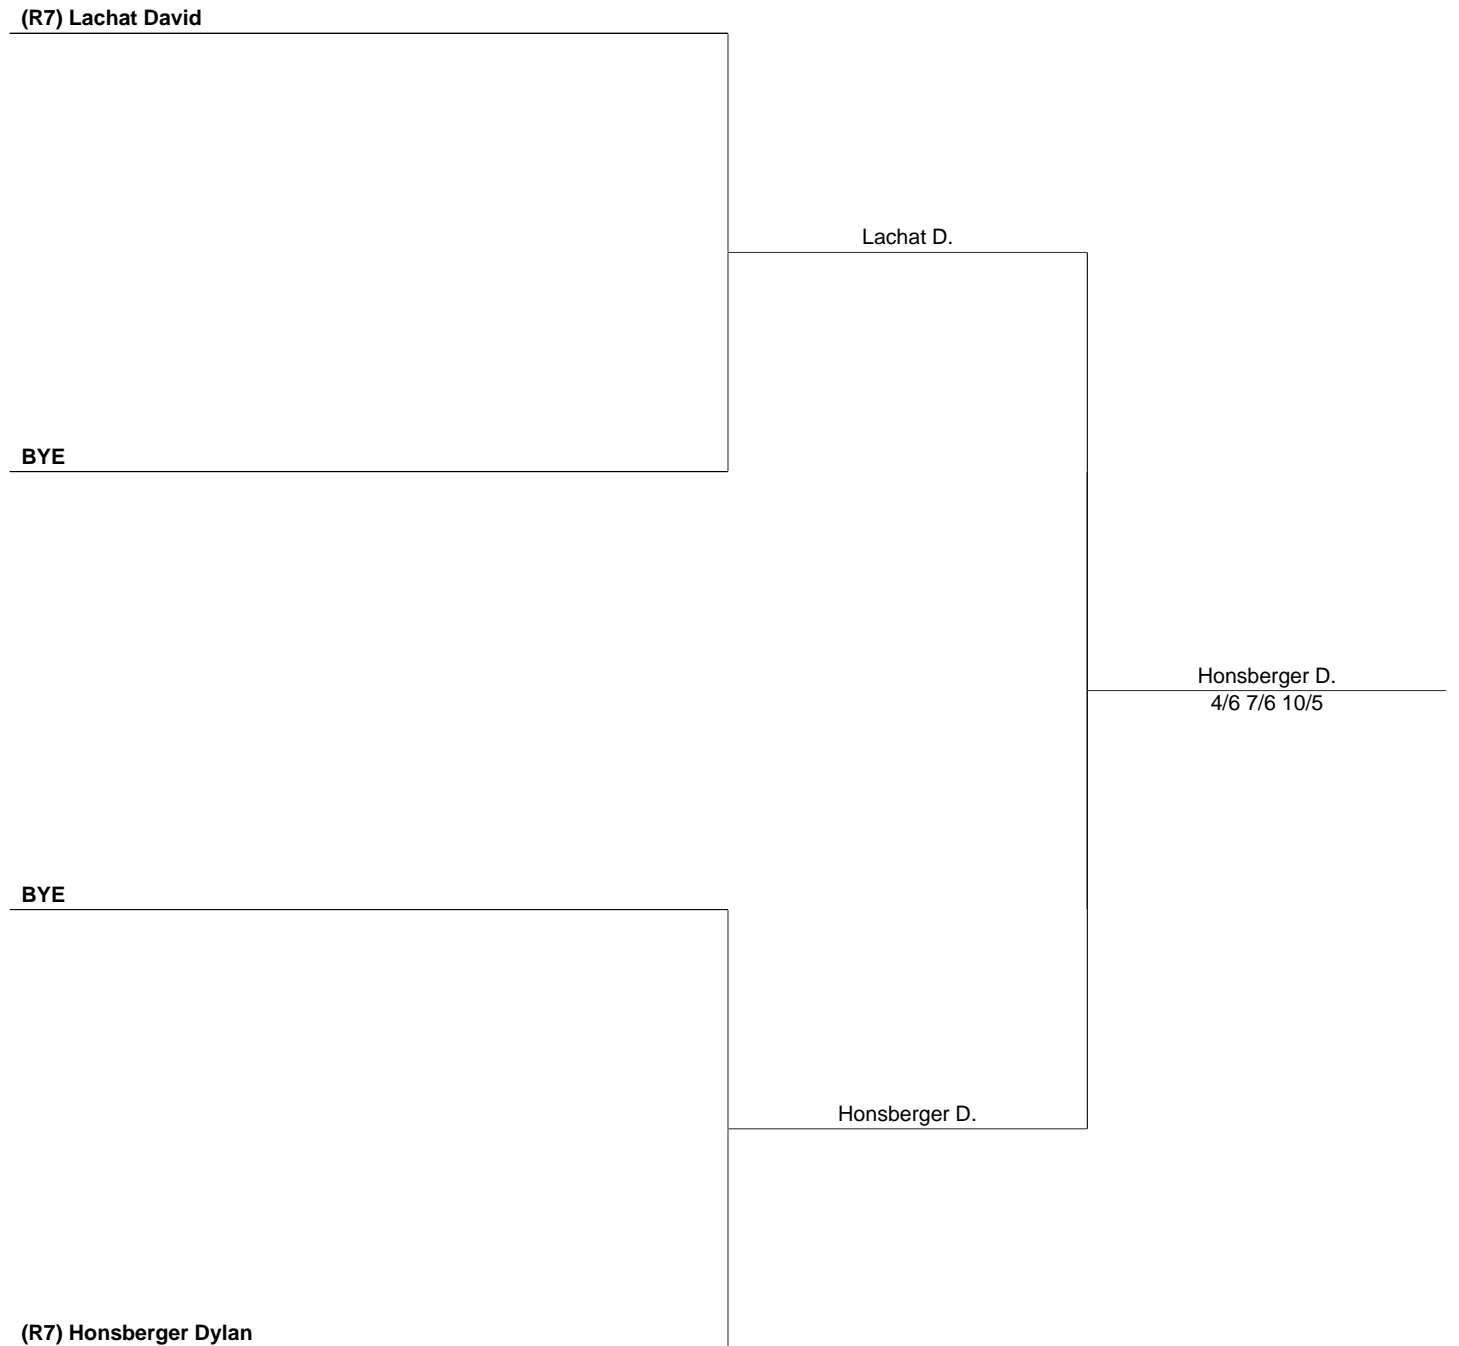 (R7) Lachat David
Lachat D.
BYE
Honsberger D.
4/6 7/6 10/5
BYE
Honsberger D.
(R7) Honsberger Dylan